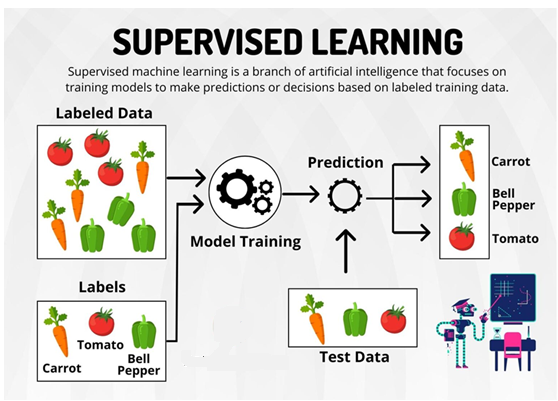 SUPERVISED LEARNING
Supervised machine learning is a branch of artificial intelligence that focuses on
training models to make predictions or decisions based on labeled training data.
Labeled Data
Prediction
Carrot
Bell
Pepper
Tomato
Model Training
Labels
Carrot
Tomato
Bell
Pepper
Test Data